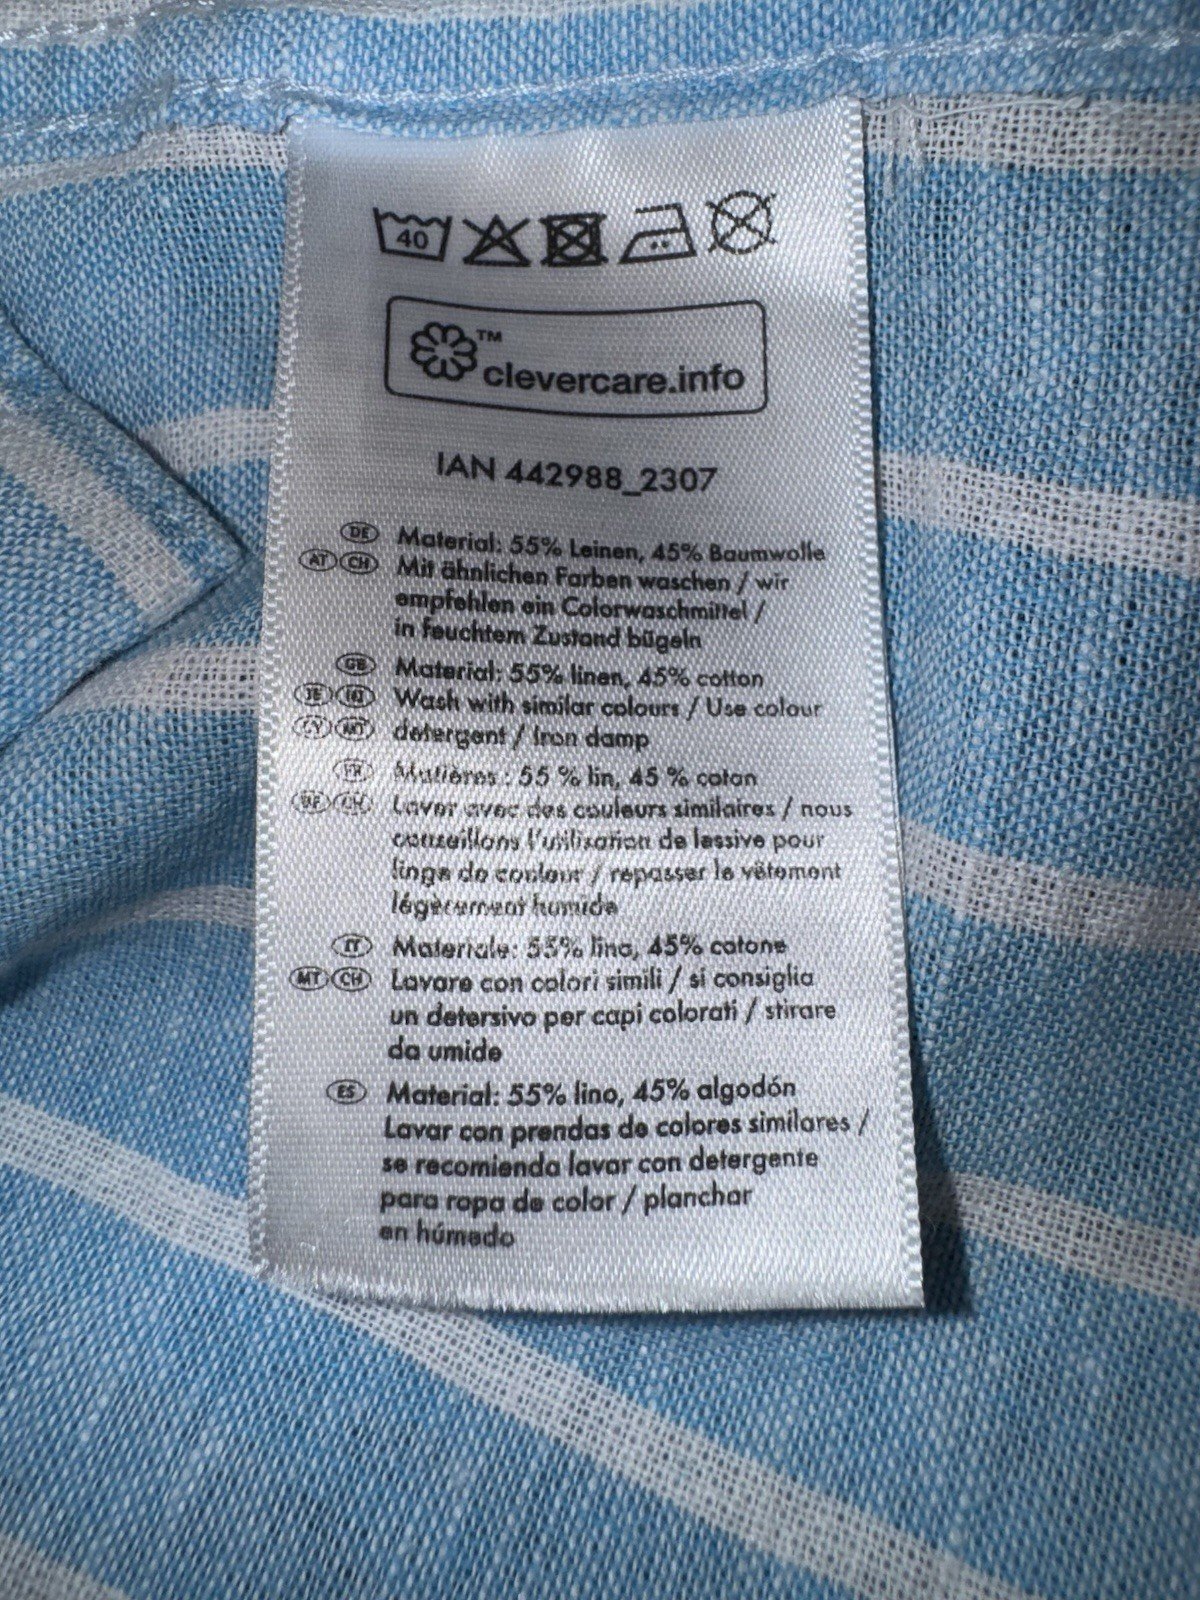 40
™
clevercare.info
IAN 442988_2307
DE Material: 55% Leinen, 45% Baumwolle
AT CH Mit ähnlichen Farben waschen / wir
empfehlen ein Colorwaschmittel /
in feuchtem Zustand bügeln
GB Material: 55% linen, 45% cotton
IE NI Wash with similar colours / Use colour
CY MT detergent / Iron damp
FR Matières : 55 % lin, 45 % coton
BE CH Laver avec des couleurs similaires / nous
conseillons l'utilisation de lessive pour
linge de couleur / repasser le vêtement
légèrement humide
IT Materiale: 55% lino, 45% cotone
MT CH Lavare con colori simili / si consiglia
un detersivo per capi colorati / stirare
da umido
ES Material: 55% lino, 45% algodón
Lavar con prendas de colores similares /
se recomienda lavar con detergente
para ropa de color / planchar
en húmedo